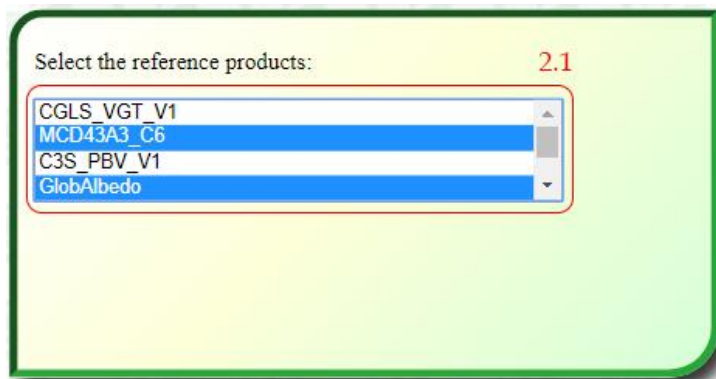 Select the reference products: 2.1
CGLS_VGT_V1
MCD43A3_C6
C3S_PBV_V1
GlobAlbedo